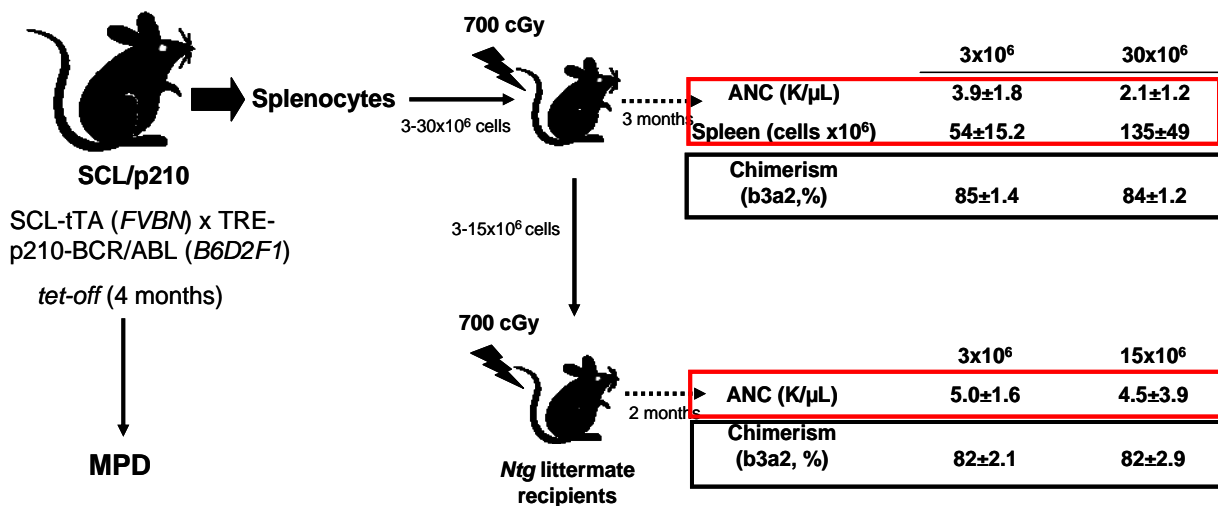 700 cGy
3x10⁶ 30x10⁶
ANC (K/µL) 3.9±1.8 2.1±1.2
Splenocytes
3-30x10⁶ cells
3 months
Spleen (cells x10⁶) 54±15.2 135±49
SCL/p210
Chimerism
(b3a2,%) 85±1.4 84±1.2
SCL-tTA (FVBN) x TRE-
p210-BCR/ABL (B6D2F1)
3-15x10⁶ cells
tet-off (4 months)
700 cGy
3x10⁶ 15x10⁶
ANC (K/µL) 5.0±1.6 4.5±3.9
2 months
Chimerism
(b3a2, %) 82±2.1 82±2.9
MPD
Ntg littermate
recipients